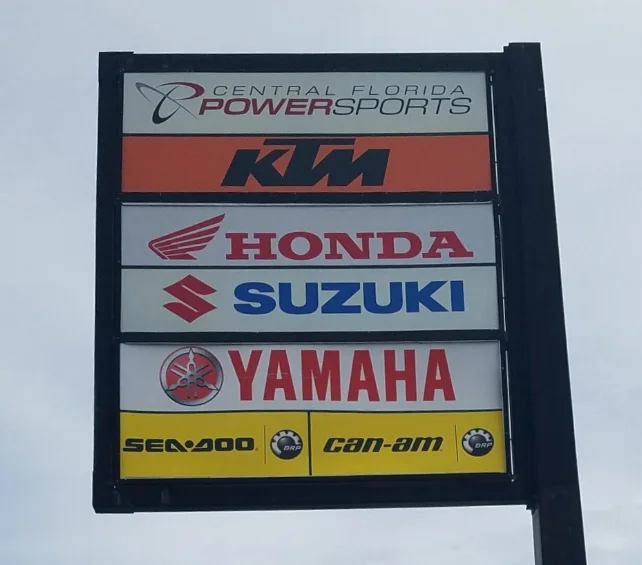 CENTRAL FLORIDA
POWERSPORTS
KTM
HONDA
SUZUKI
YAMAHA
SEA-DOO BRP can-am BRP